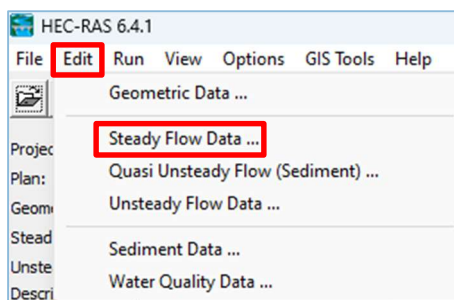 HEC-RAS 6.4.1
File Edit Run View Options GIS Tools Help
Geometric Data ...
Steady Flow Data ...
Projec
Quasi Unsteady Flow (Sediment) ...
Plan:
Unsteady Flow Data ...
Geom
Stead
Sediment Data ...
Unste
Water Quality Data ...
Descri